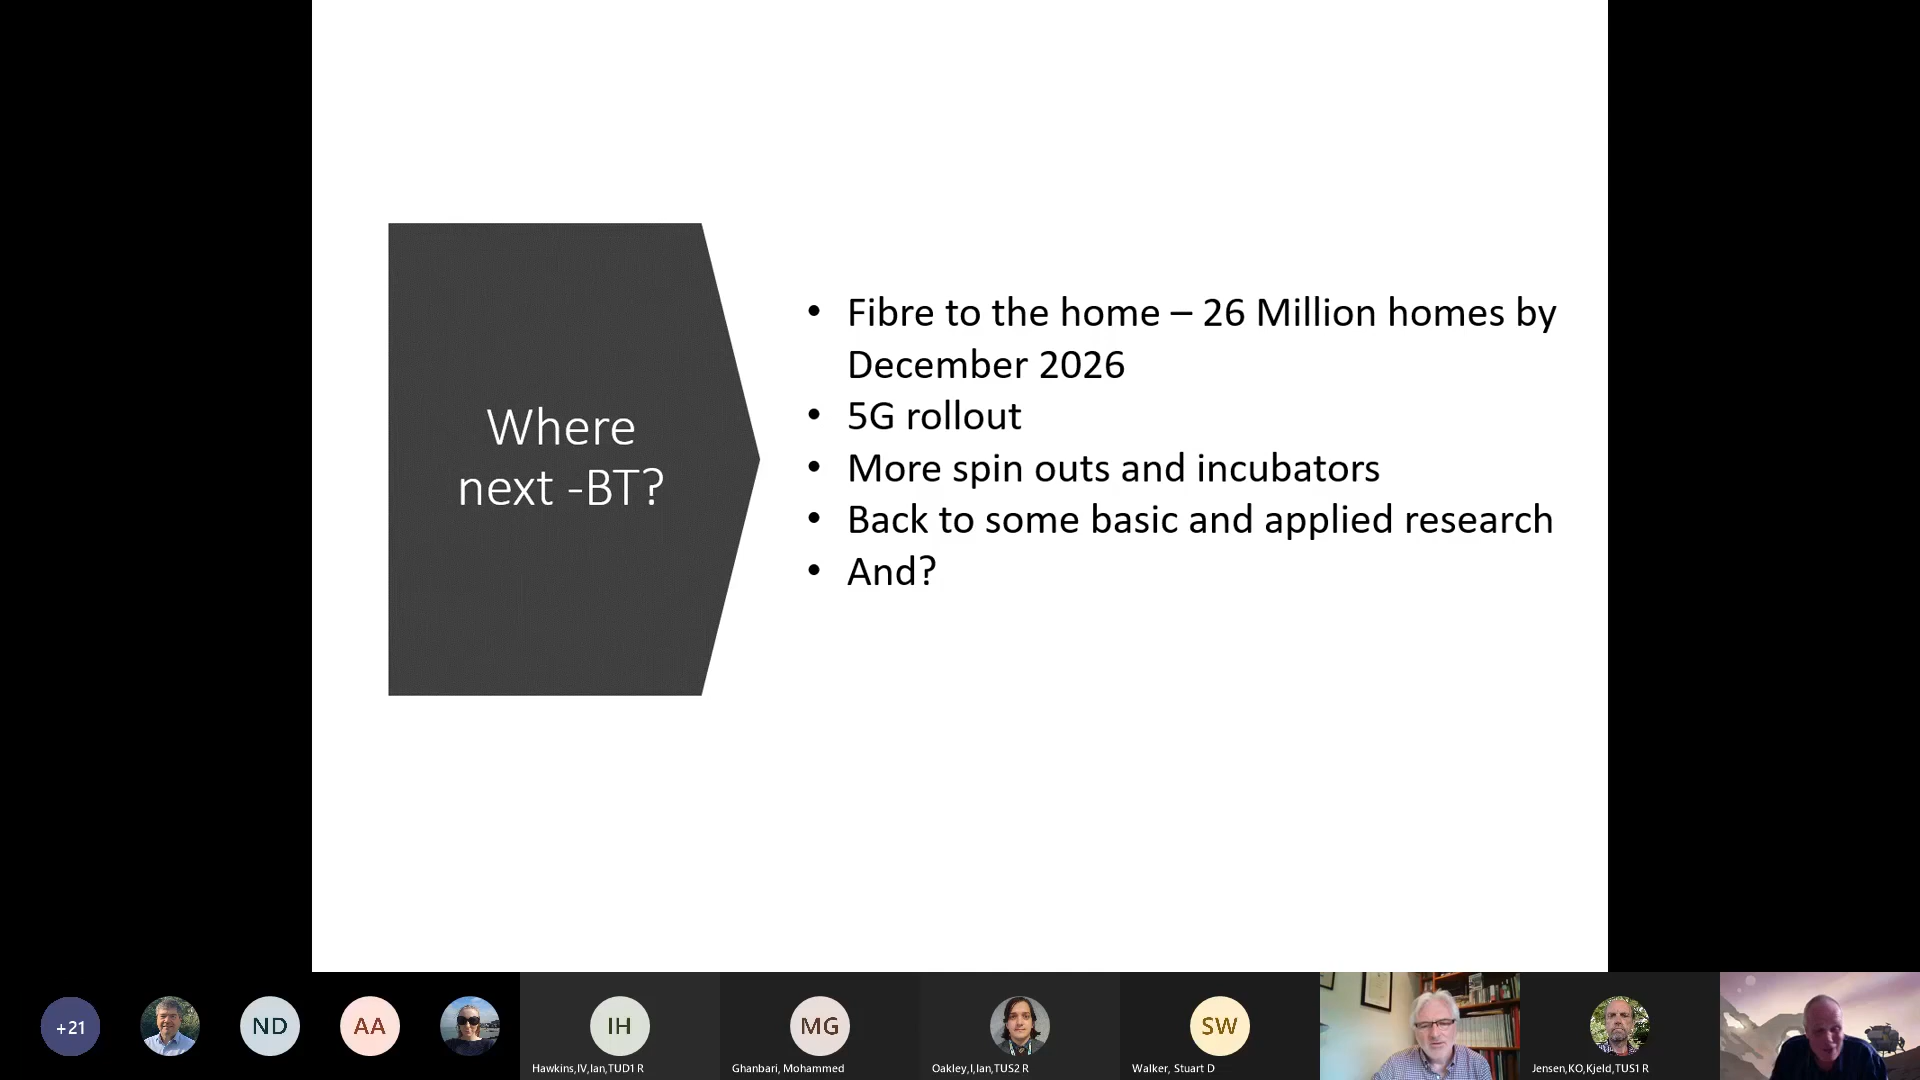 Where
next -BT?
• Fibre to the home – 26 Million homes by
December 2026
• 5G rollout
• More spin outs and incubators
• Back to some basic and applied research
• And?
+21
ND
AA
IH
MG
SW
Hawkins,IV,Ian,TUD1 R
Ghanbari, Mohammed
Oakley,I,Ian,TUS2 R
Walker, Stuart D
Jensen,KO,Kjeld,TUS1 R